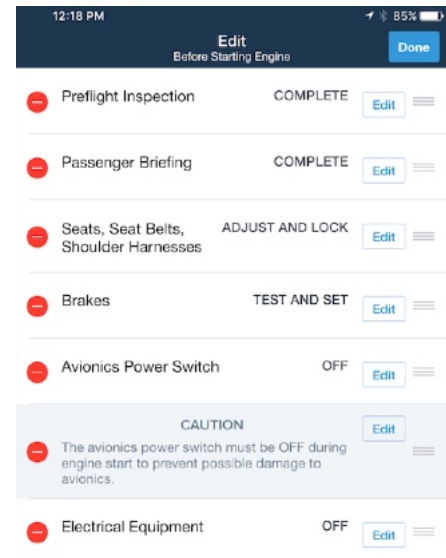 12:18 PM
85%
Edit
Before Starting Engine
Done
Preflight Inspection COMPLETE Edit
Passenger Briefing COMPLETE Edit
Seats, Seat Belts, ADJUST AND LOCK Edit
Shoulder Harnesses
Brakes TEST AND SET Edit
Avionics Power Switch OFF Edit
CAUTION Edit
The avionics power switch must be OFF during
engine start to prevent possible damage to
avionics.
Electrical Equipment OFF Edit